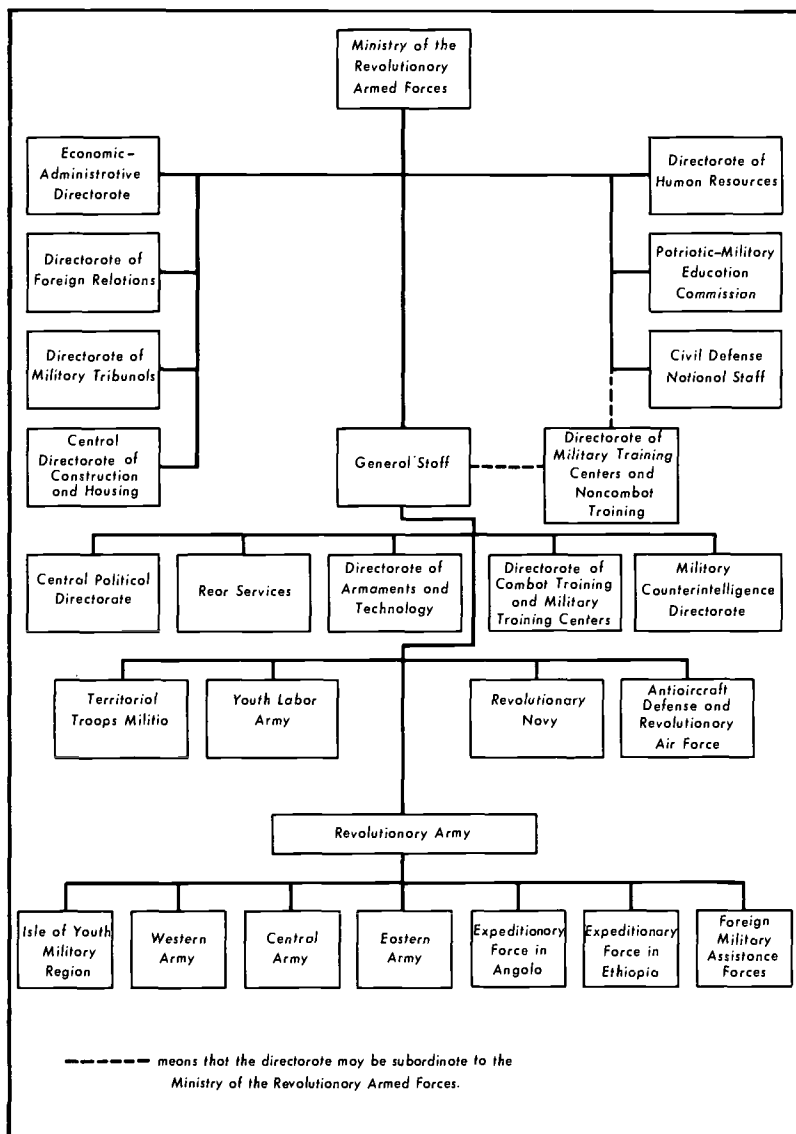 Ministry of the
Revolutionary
Armed Forces
Economic-
Administrative
Directorate
Directorate of
Human Resources
Directorate of
Foreign Relations
Patriotic-Military
Education
Commission
Directorate of
Military Tribunals
Civil Defense
National Staff
Central
Directorate of
Construction
and Housing
General Staff
Directorate of
Military Training
Centers and
Noncombat
Training
Central Political
Directorate
Rear Services
Directorate of
Armaments and
Technology
Directorate of
Combat Training
and Military
Training Centers
Military
Counterintelligence
Directorate
Territorial
Troops Militia
Youth Labor
Army
Revolutionary
Navy
Antiaircraft
Defense and
Revolutionary
Air Force
Revolutionary Army
Isle of Youth
Military
Region
Western
Army
Central
Army
Eastern
Army
Expeditionary
Force in
Angola
Expeditionary
Force in
Ethiopia
Foreign
Military
Assistance
Forces
means that the directorate may be subordinate to the
Ministry of the Revolutionary Armed Forces.